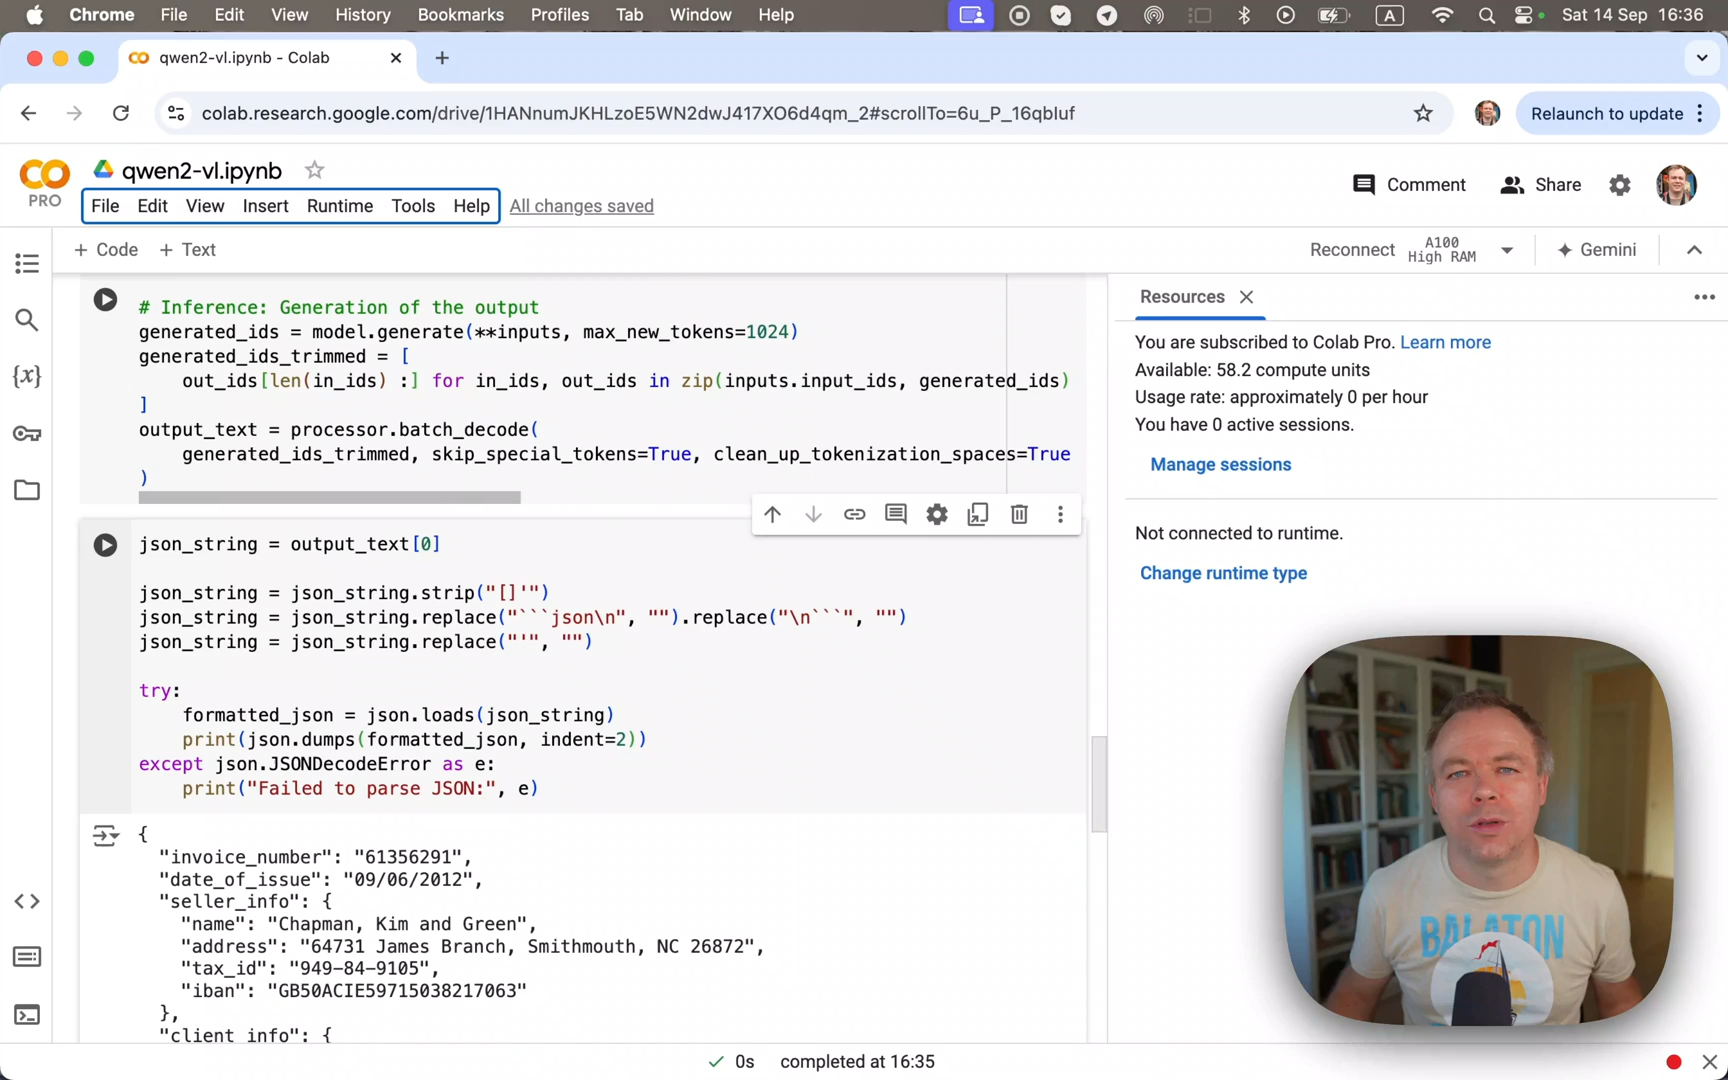 Chrome File Edit View History Bookmarks Profiles Tab Window Help A Sat 14 Sep 16:36
qwen2-vl.ipynb - Colab
colab.research.google.com/drive/1HANnumJKHLzoE5WN2dwJ417XO6d4qm_2#scrollTo=6u_P_16qbIuf
Relaunch to update
PRO
qwen2-vl.ipynb
Comment
Share
File Edit View Insert Runtime Tools Help All changes saved
+ Code + Text
Reconnect
A100
High RAM
Gemini
# Inference: Generation of the output
generated_ids = model.generate(**inputs, max_new_tokens=1024)
generated_ids_trimmed = [
out_ids[len(in_ids) :] for in_ids, out_ids in zip(inputs.input_ids, generated_ids)
]
output_text = processor.batch_decode(
generated_ids_trimmed, skip_special_tokens=True, clean_up_tokenization_spaces=True
)
json_string = output_text[0]
json_string = json_string.strip("[]'")
json_string = json_string.replace("```json\n", "").replace("\n```", "")
json_string = json_string.replace("'", "")
try:
formatted_json = json.loads(json_string)
print(json.dumps(formatted_json, indent=2))
except json.JSONDecodeError as e:
print("Failed to parse JSON:", e)
{
"invoice_number": "61356291",
"date_of_issue": "09/06/2012",
"seller_info": {
"name": "Chapman, Kim and Green",
"address": "64731 James Branch, Smithmouth, NC 26872",
"tax_id": "949-84-9105",
"iban": "GB50ACIE59715038217063"
},
"client_info": {
Resources
You are subscribed to Colab Pro. Learn more
Available: 58.2 compute units
Usage rate: approximately 0 per hour
You have 0 active sessions.
Manage sessions
Not connected to runtime.
Change runtime type
BALATON
0s completed at 16:35